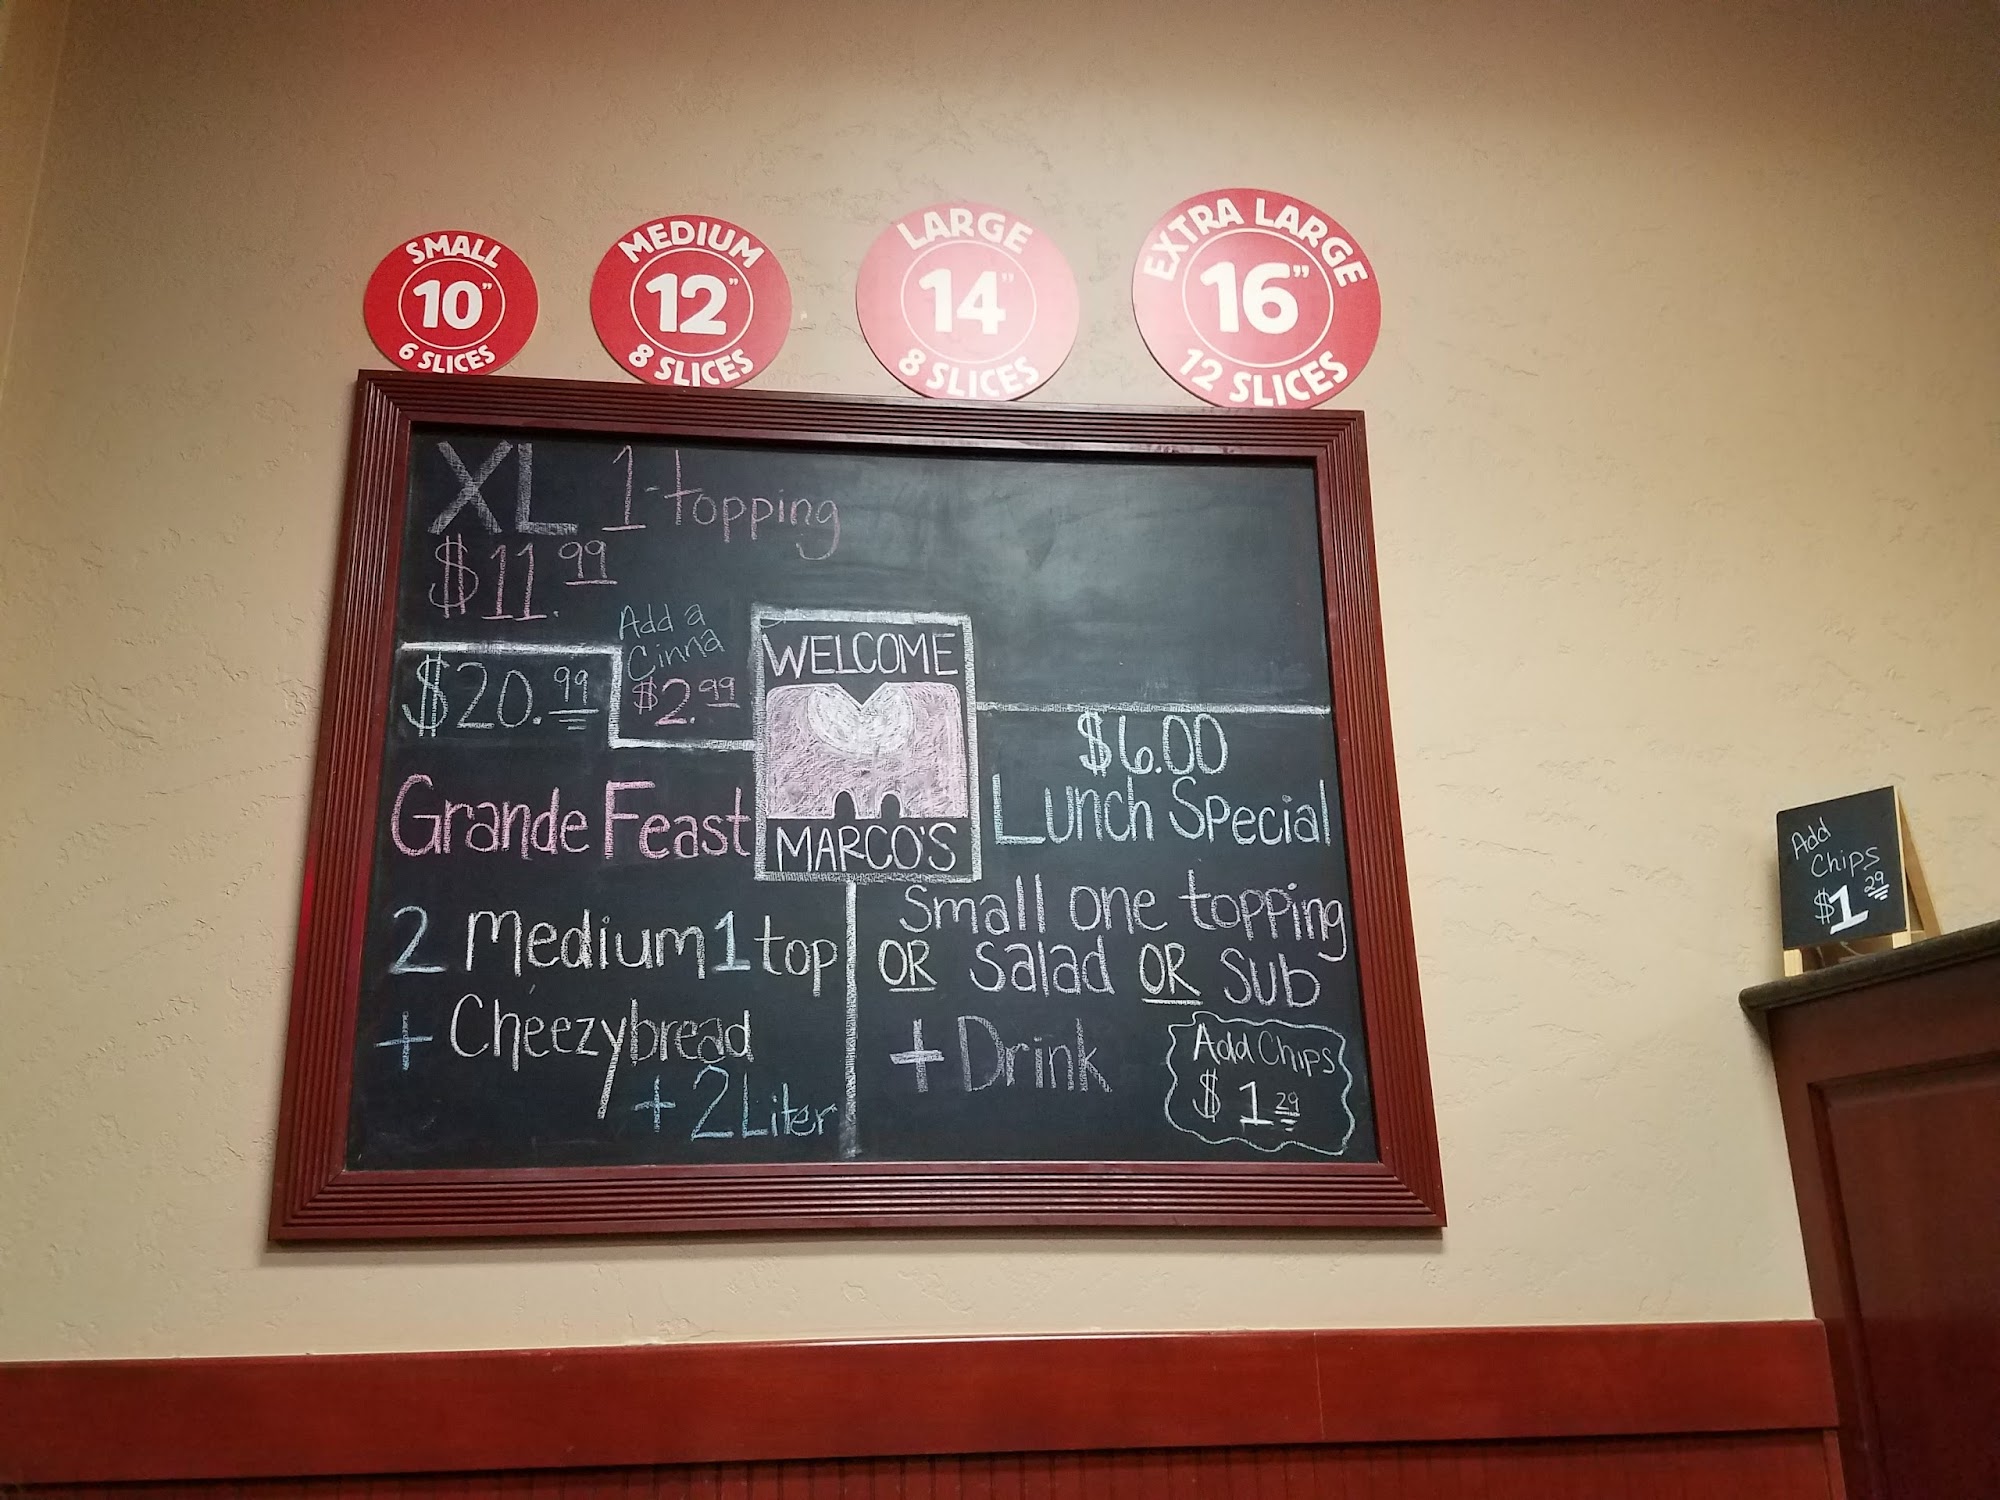 SMALL
10"
6 SLICES
MEDIUM
12"
8 SLICES
LARGE
14"
8 SLICES
EXTRA LARGE
16"
12 SLICES
XL 1-topping
$11.99
Add a
Cinna
$2.99
$20.99
Grande Feast
2 Medium 1 top
+ Cheezybread
+ 2 Liter
WELCOME
MARCO'S
$6.00
Lunch Special
Small one topping
OR Salad OR Sub
+ Drink
Add Chips
$1.29
Add
Chips
$1.29